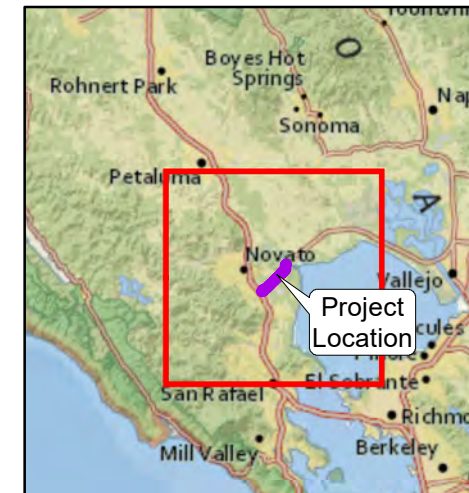 Boyes Hot
Springs
Rohnert Park
Nap
Sonoma
O
Petaluma
A
Novato
Vallejo
Project
Location
cules
El Sobrante
San Rafael
Richmo
Mill Valley
Berkeley